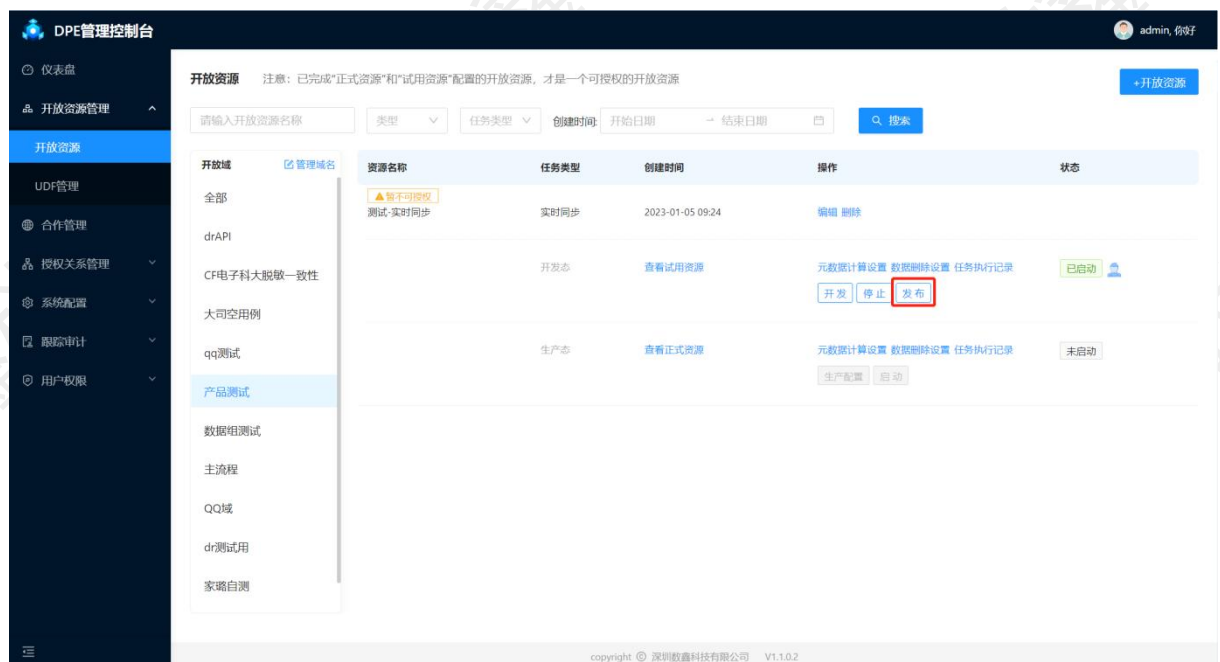 DPE管理控制台
admin, 你好
仪表盘
开放资源管理
开放资源
UDF管理
合作管理
授权关系管理
系统配置
跟踪审计
用户权限
开放资源 注意：已完成"正式资源"和"试用资源"配置的开放资源，才是一个可授权的开放资源
+开放资源
请输入开放资源名称 类型 任务类型 创建时间: 开始日期 → 结束日期 搜索
开放域 管理域名
全部
drAPI
CF电子科大脱敏一致性
大司空用例
qq测试
产品测试
数据组测试
主流程
QQ域
dr测试用
家璐自测
资源名称 任务类型 创建时间 操作 状态
暂不可授权
测试-实时同步 实时同步 2023-01-05 09:24 编辑 删除
开发态 查看试用资源 元数据计算设置 数据删除设置 任务执行记录 已启动
开发 停止 发布
生产态 查看正式资源 元数据计算设置 数据删除设置 任务执行记录 未启动
生产配置 启动
copyright © 深圳数鑫科技有限公司 V1.1.0.2